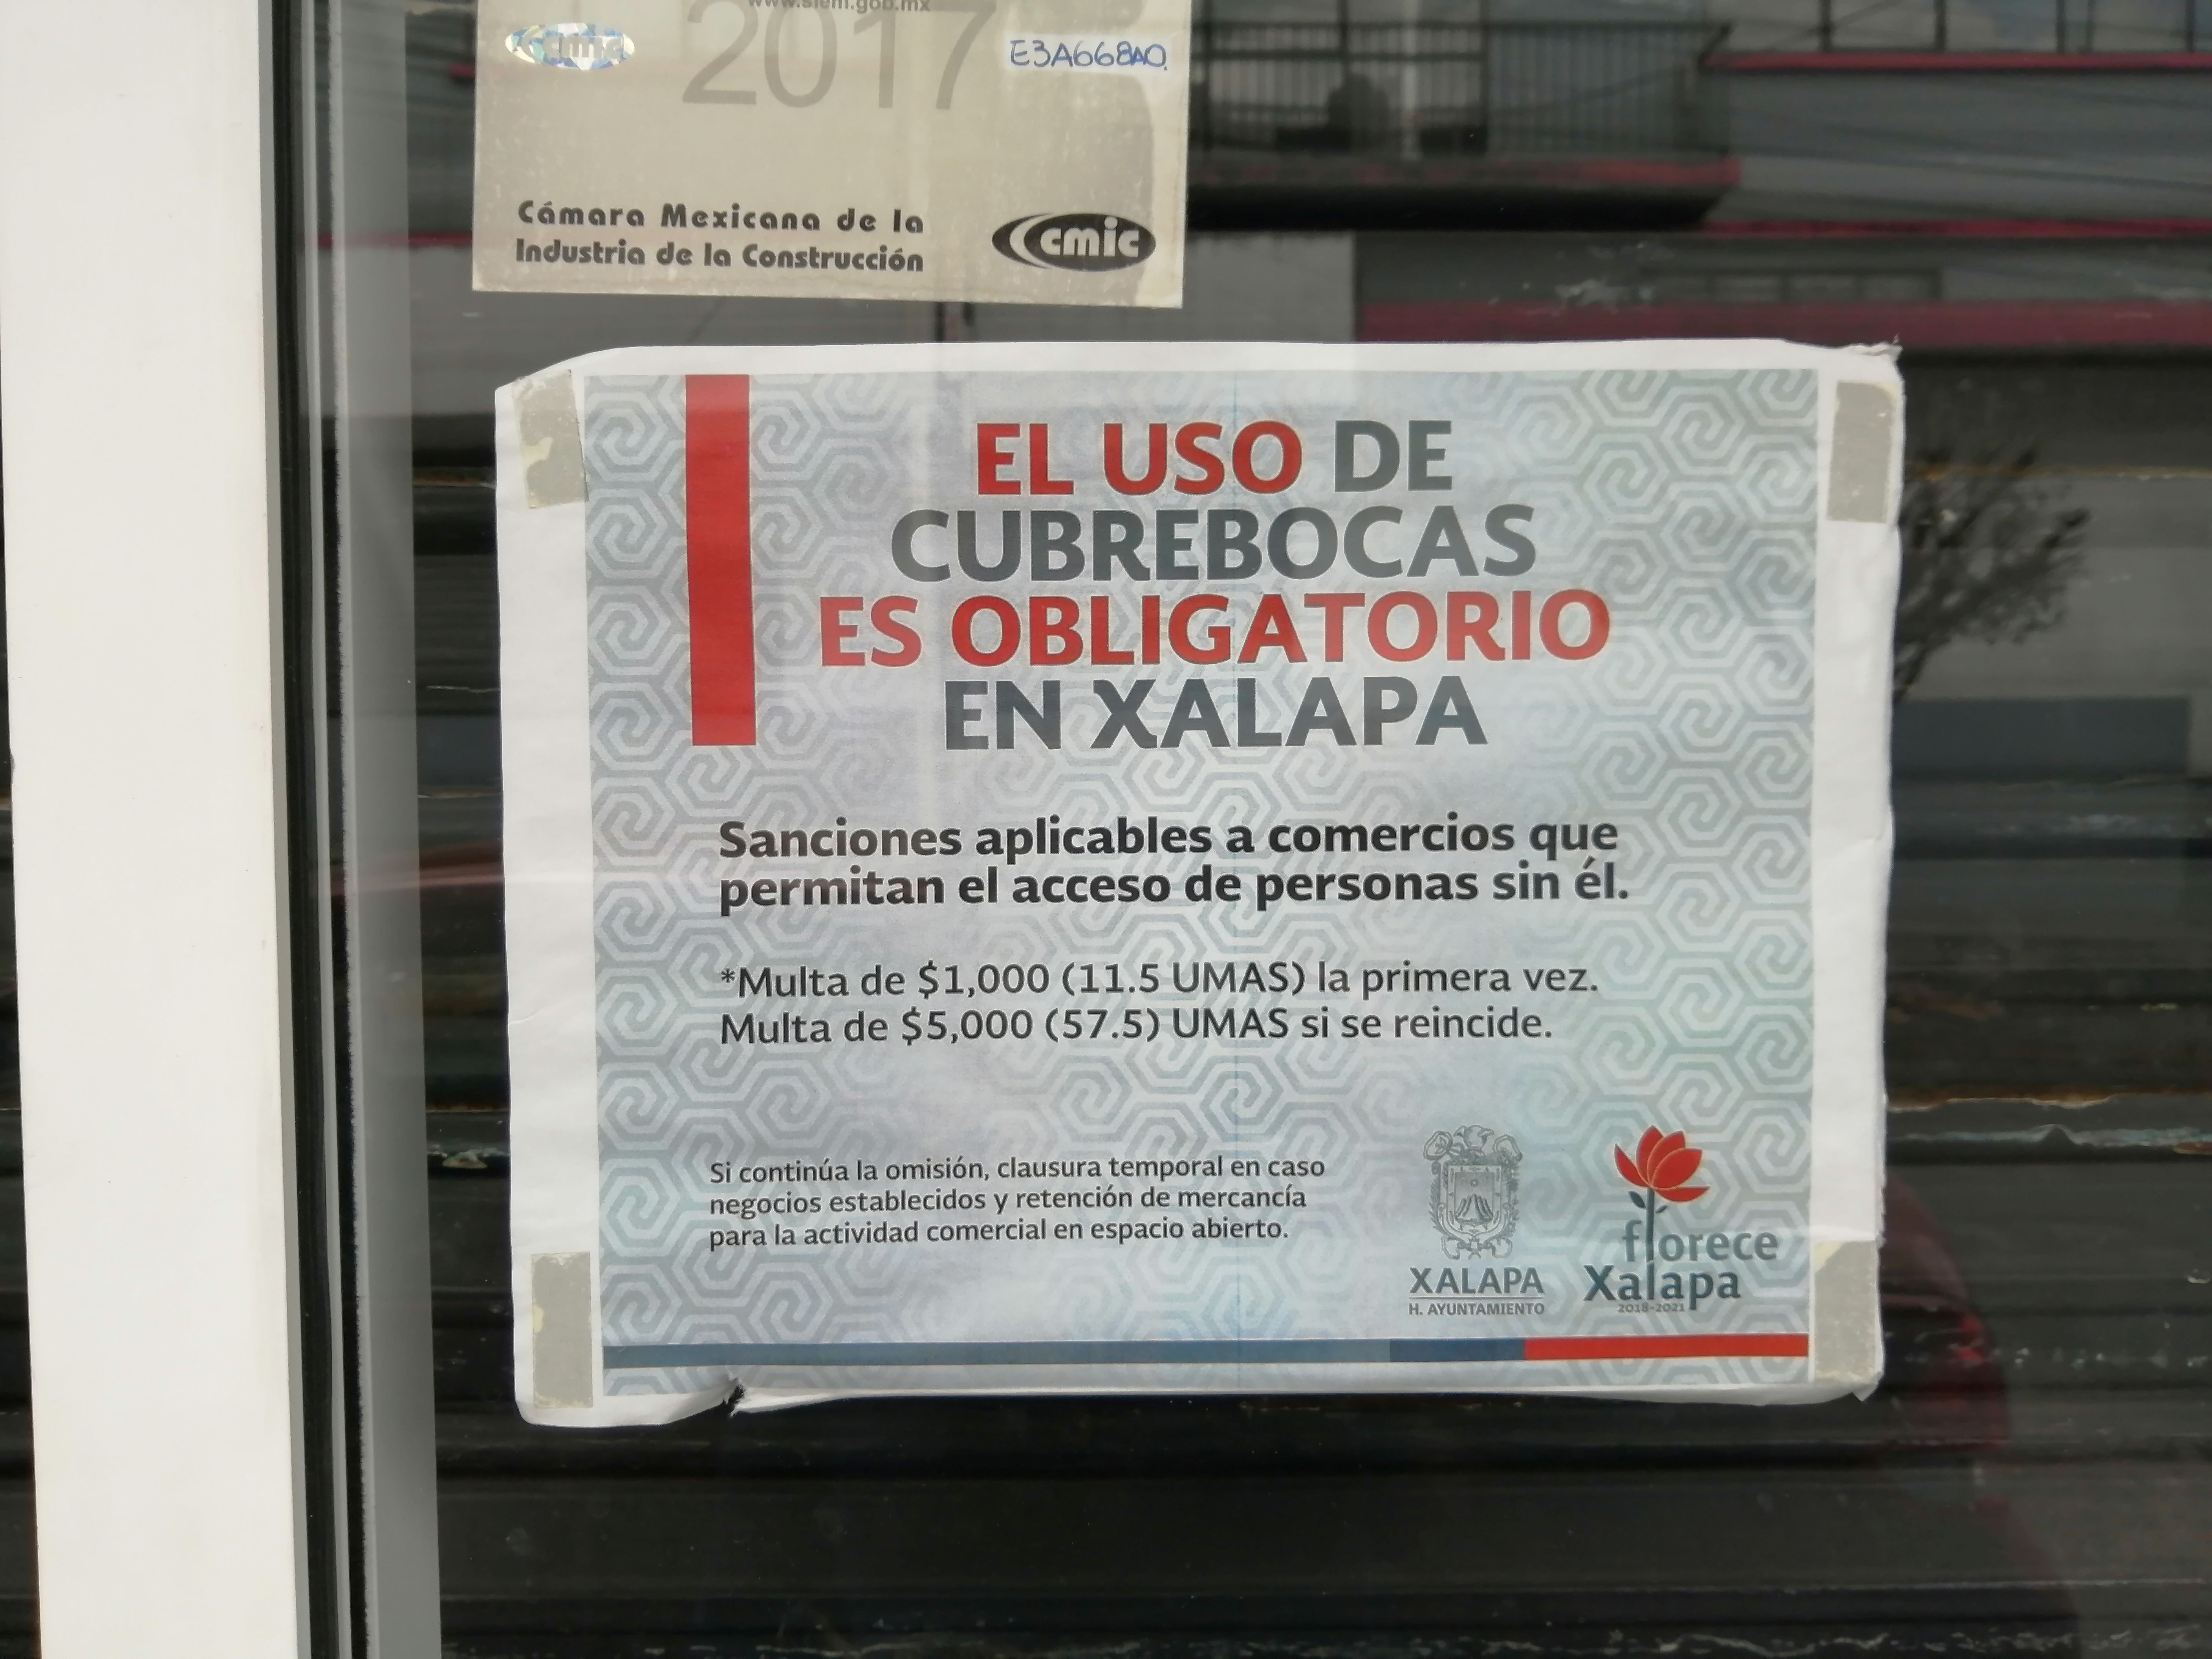 www.siem.gob.mx
2017
cmic
E3A668A0
Cámara Mexicana de la
Industria de la Construcción
cmic
EL USO DE
CUBREBOCAS
ES OBLIGATORIO
EN XALAPA
Sanciones aplicables a comercios que
permitan el acceso de personas sin él.
*Multa de $1,000 (11.5 UMAS) la primera vez.
Multa de $5,000 (57.5) UMAS si se reincide.
Si continúa la omisión, clausura temporal en caso
negocios establecidos y retención de mercancía
para la actividad comercial en espacio abierto.
XALAPA
H. AYUNTAMIENTO
florece
Xalapa
2018-2021